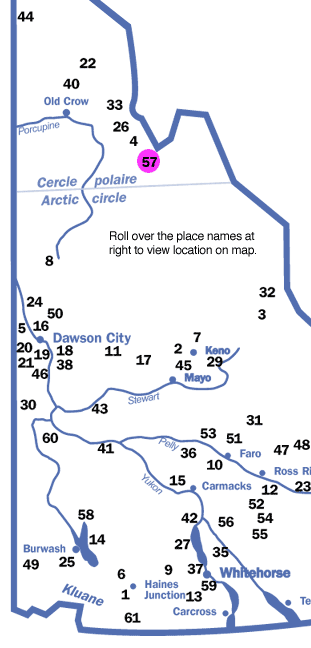 44
22
40
Old Crow
33
Porcupine
26
4
57
Cercle polaire
Arctic circle
Roll over the place names at
right to view location on map.
8
32
24
50
3
5 16
Dawson City
7
20 19 18 11 2 Keno
21 38 17 45 29
46 Mayo
Stewart
30
43
31
60
53 51
41 Pelly
36 Faro
47 48
10
Ross Ri
15
Yukon
Carmacks
12 23
52
58
42 56 54
14
27
55
Burwash
35
49 25
9 37 Whitehorse
6
59
Kluane
1 Haines
Junction 13
Te
61
Carcross